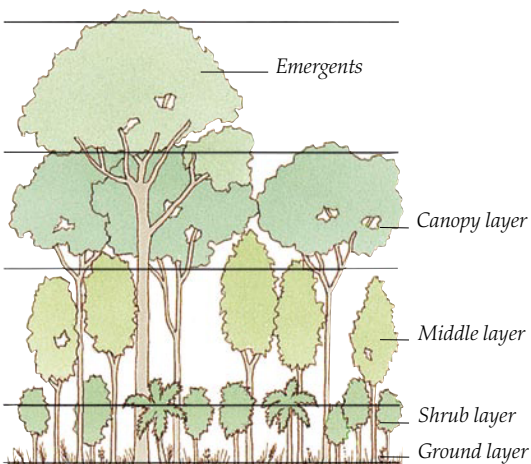 Emergents
Canopy layer
Middle layer
Shrub layer
Ground layer